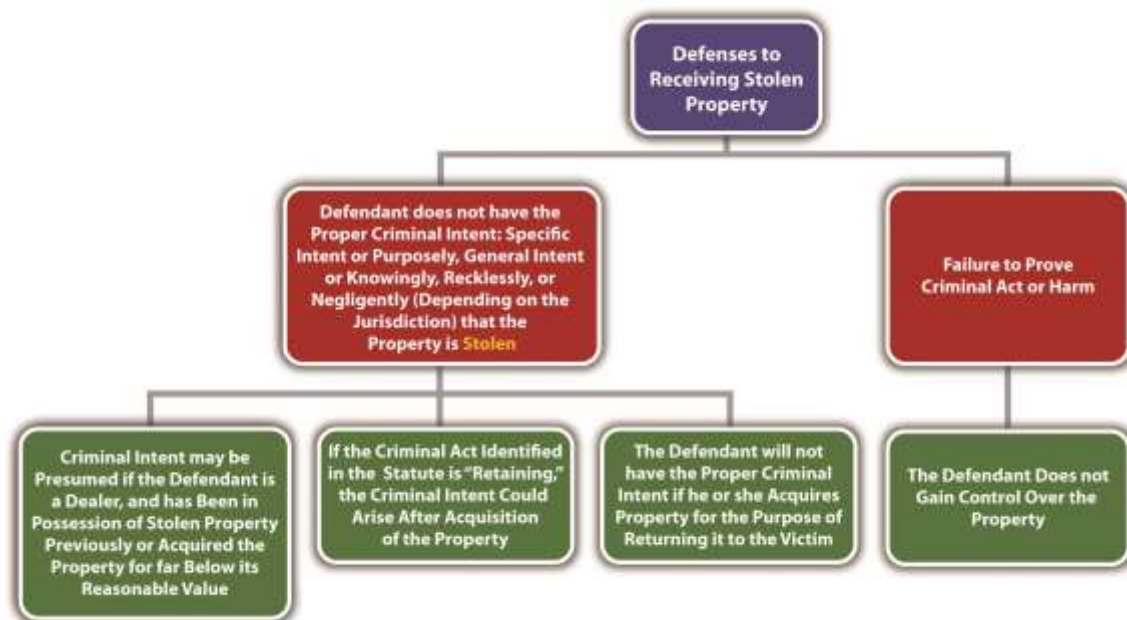 Defenses to
Receiving Stolen
Property
Defendant does not have the
Proper Criminal Intent: Specific
Intent or Purposely, General Intent
or Knowingly, Recklessly, or
Negligently (Depending on the
Jurisdiction) that the
Property is Stolen
Failure to Prove
Criminal Act or Harm
Criminal Intent may be
Presumed if the Defendant is
a Dealer, and has Been in
Possession of Stolen Property
Previously or Acquired the
Property for far Below its
Reasonable Value
If the Criminal Act Identified
in the Statute is "Retaining,"
the Criminal Intent Could
Arise After Acquisition
of the Property
The Defendant will not
have the Proper Criminal
Intent if he or she Acquires
Property for the Purpose of
Returning it to the Victim
The Defendant Does not
Gain Control Over the
Property